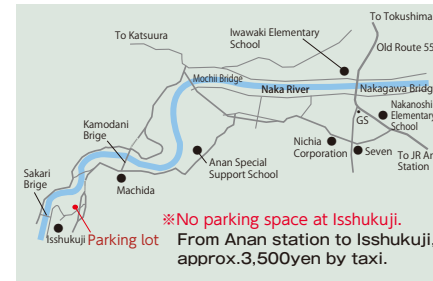 To Tokushima
To Katsuura
Iwawaki Elementary
School
Old Route 55
Mochii Bridge
Naka River
Nakagawa Bridg
Nakanoshi
Elementary
School
GS
Kamodani
Brige
Nichia
Corporation
Seven
To JR An
Station
Anan Special
Support School
Sakari
Brige
Machida
Isshukuji
Parking lot
※No parking space at Isshukuji.
From Anan station to Isshukuji,
approx.3,500yen by taxi.